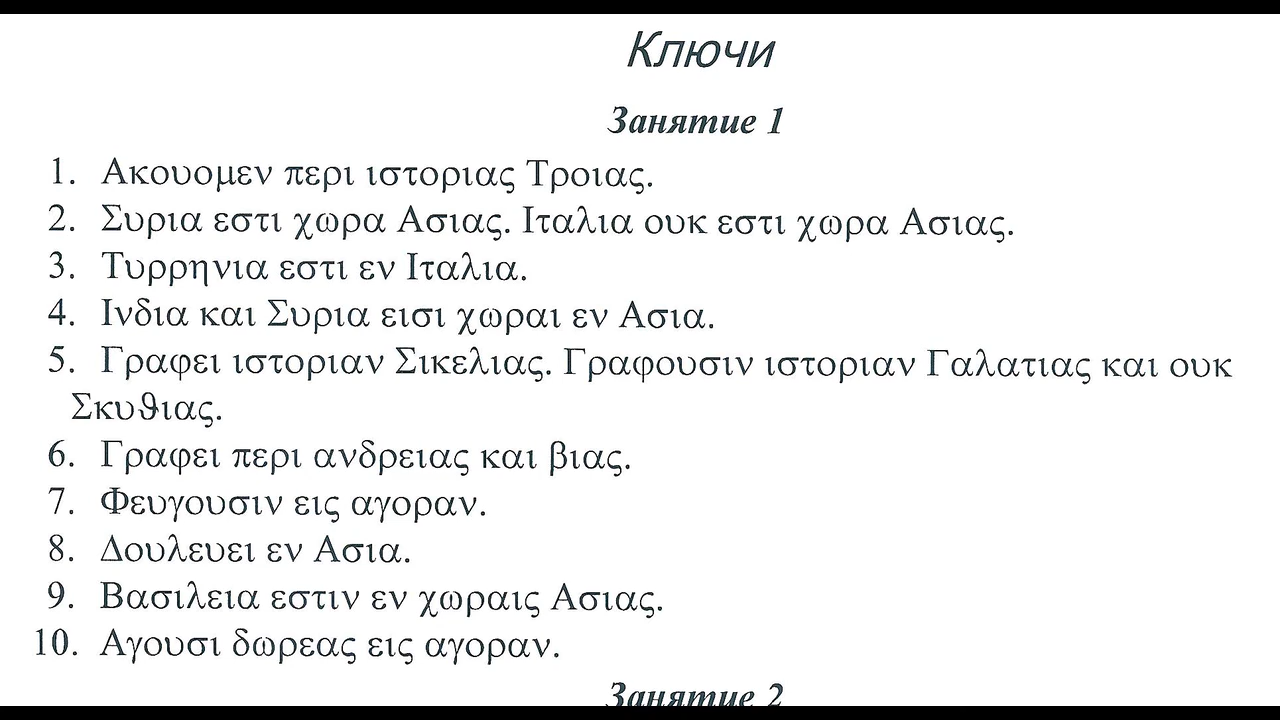 Ключи
Занятие 1
1. Ακουομεν περι ιστοριας Τροιας.
2. Συρια εστι χωρα Ασιας. Ιταλια ουκ εστι χωρα Ασιας.
3. Τυρρηνια εστι εν Ιταλια.
4. Ινδια και Συρια εισι χωραι εν Ασια.
5. Γραφει ιστοριαν Σικελιας. Γραφουσιν ιστοριαν Γαλατιας και ουκ
Σκυϑιας.
6. Γραφει περι ανδρειας και βιας.
7. Φευγουσιν εις αγοραν.
8. Δουλευει εν Ασια.
9. Βασιλεια εστιν εν χωραις Ασιας.
10. Αγουσι δωρεας εις αγοραν.
Занятие 2